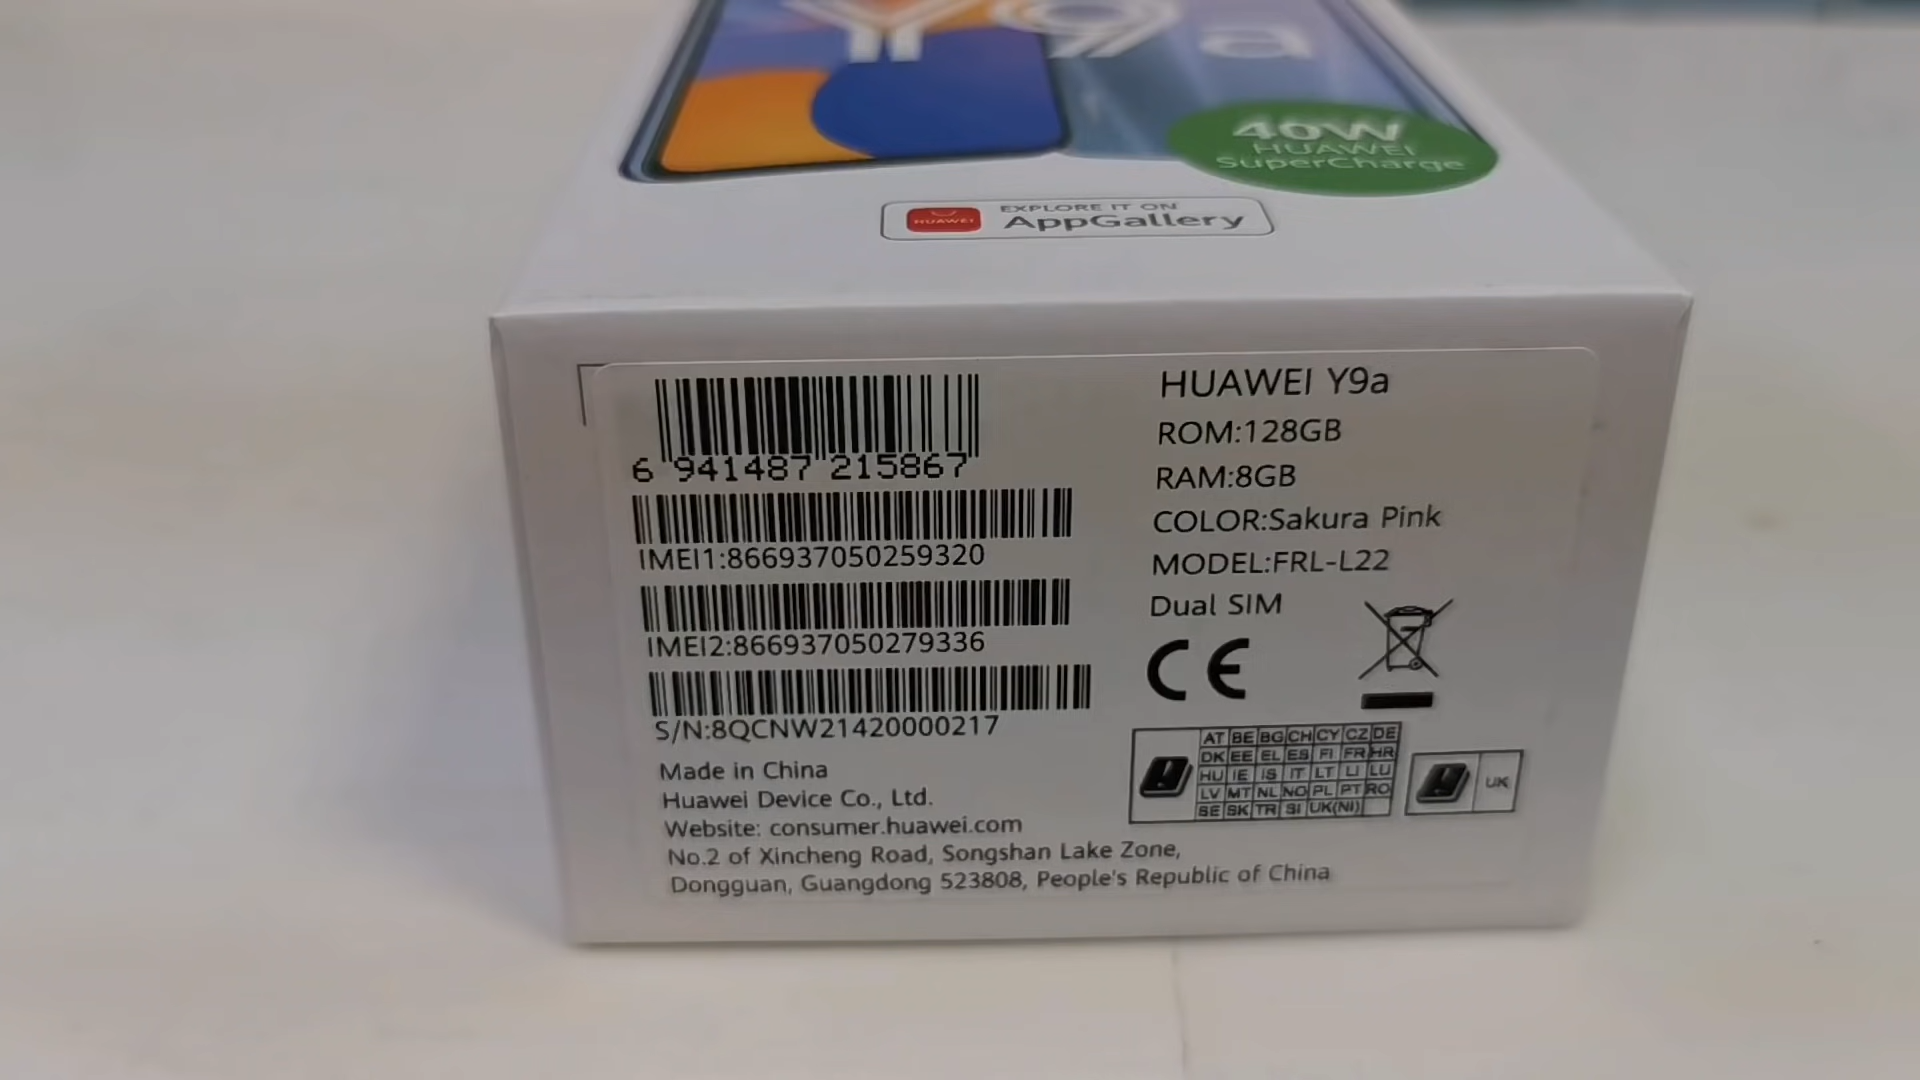 Y9a
40W
HUAWEI
SuperCharge
HUAWEI
EXPLORE IT ON
AppGallery
6 941487 215867
IMEI1:866937050259320
IMEI2:866937050279336
S/N:8QCNW21420000217
Made in China
Huawei Device Co., Ltd.
Website: consumer.huawei.com
No.2 of Xincheng Road, Songshan Lake Zone,
Dongguan, Guangdong 523808, People's Republic of China
HUAWEI Y9a
ROM:128GB
RAM:8GB
COLOR:Sakura Pink
MODEL:FRL-L22
Dual SIM
CE
AT BE BG CH CY CZ DE
DK EE EL ES FI FR HR
HU IE IS IT LT LI LU
LV MT NL NO PL PT RO
SE SK TR SI UK(NI)
UK